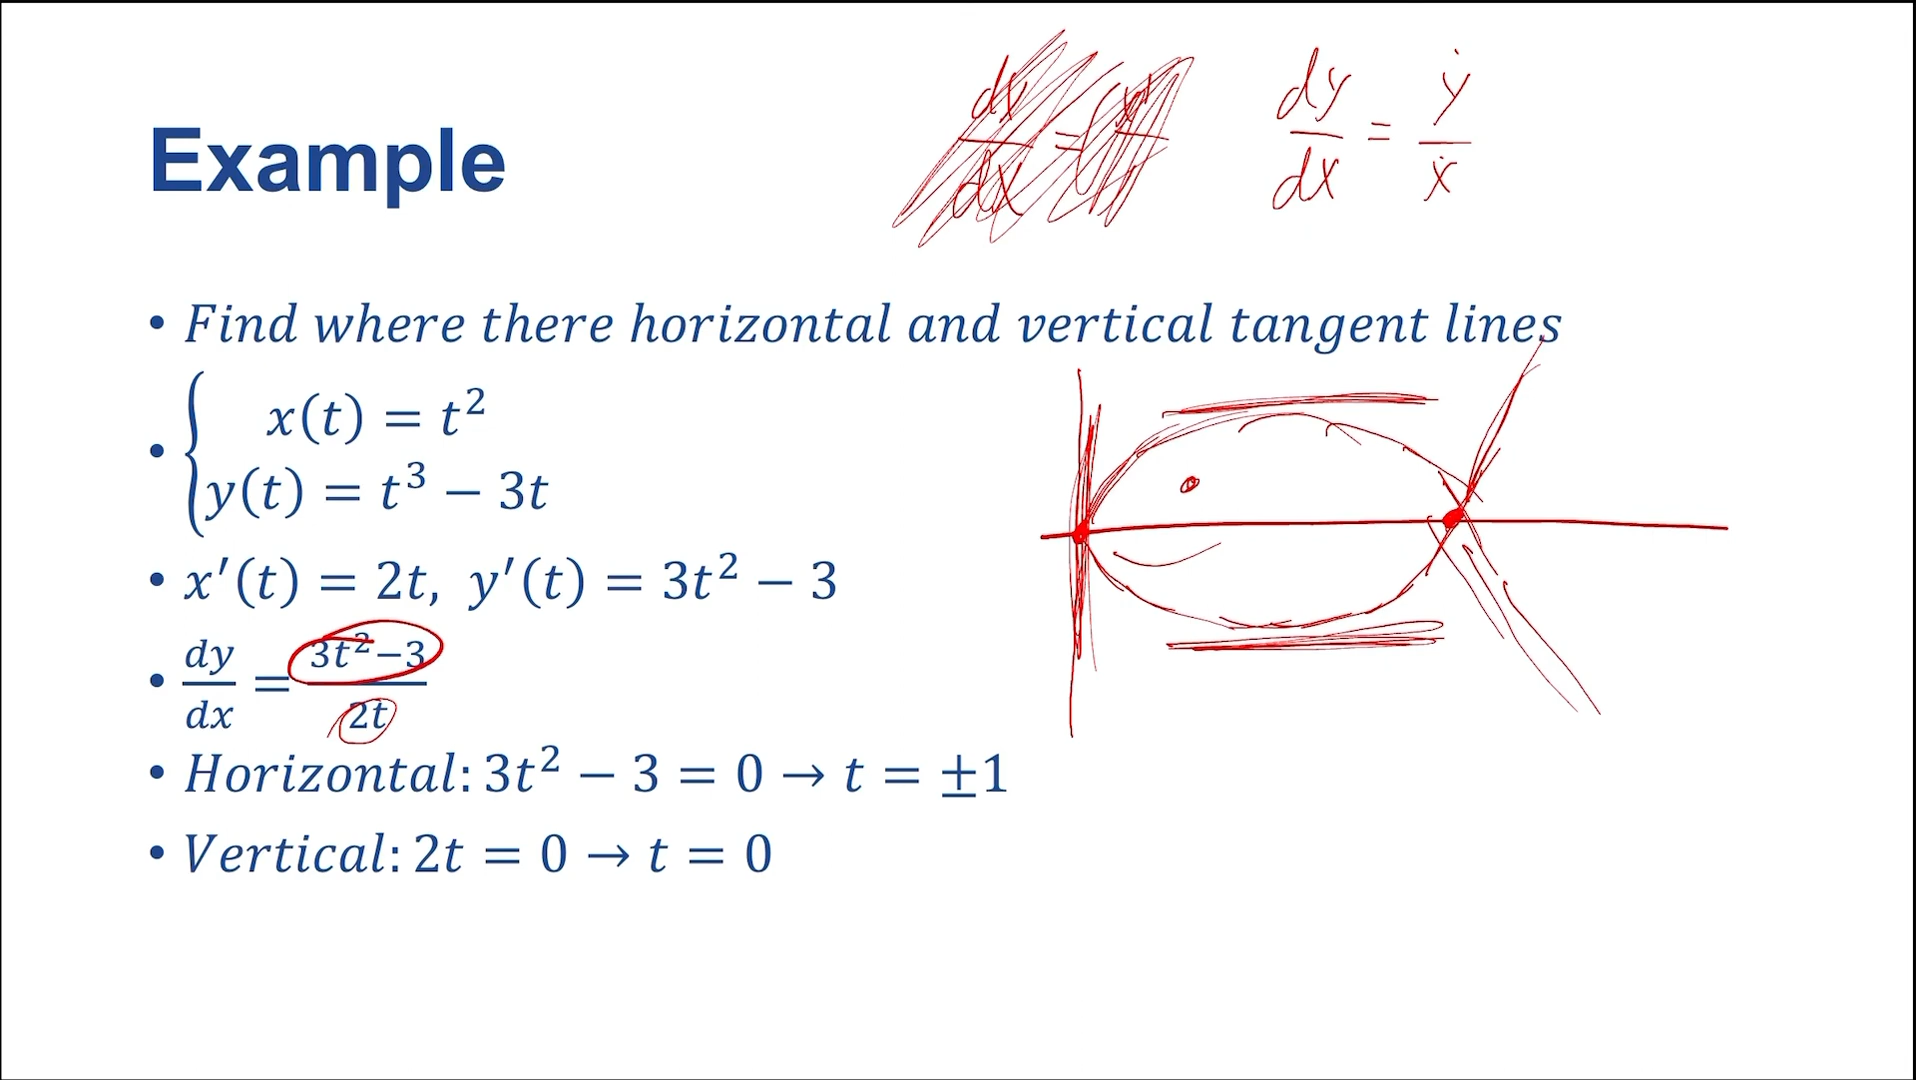 dy/dx = ẏ/ẋ
Example
• Find where there horizontal and vertical tangent lines
• { x(t) = t²
y(t) = t³ − 3t
• x′(t) = 2t, y′(t) = 3t² − 3
• dy/dx = 3t²−3/2t
• Horizontal: 3t² − 3 = 0 → t = ±1
• Vertical: 2t = 0 → t = 0